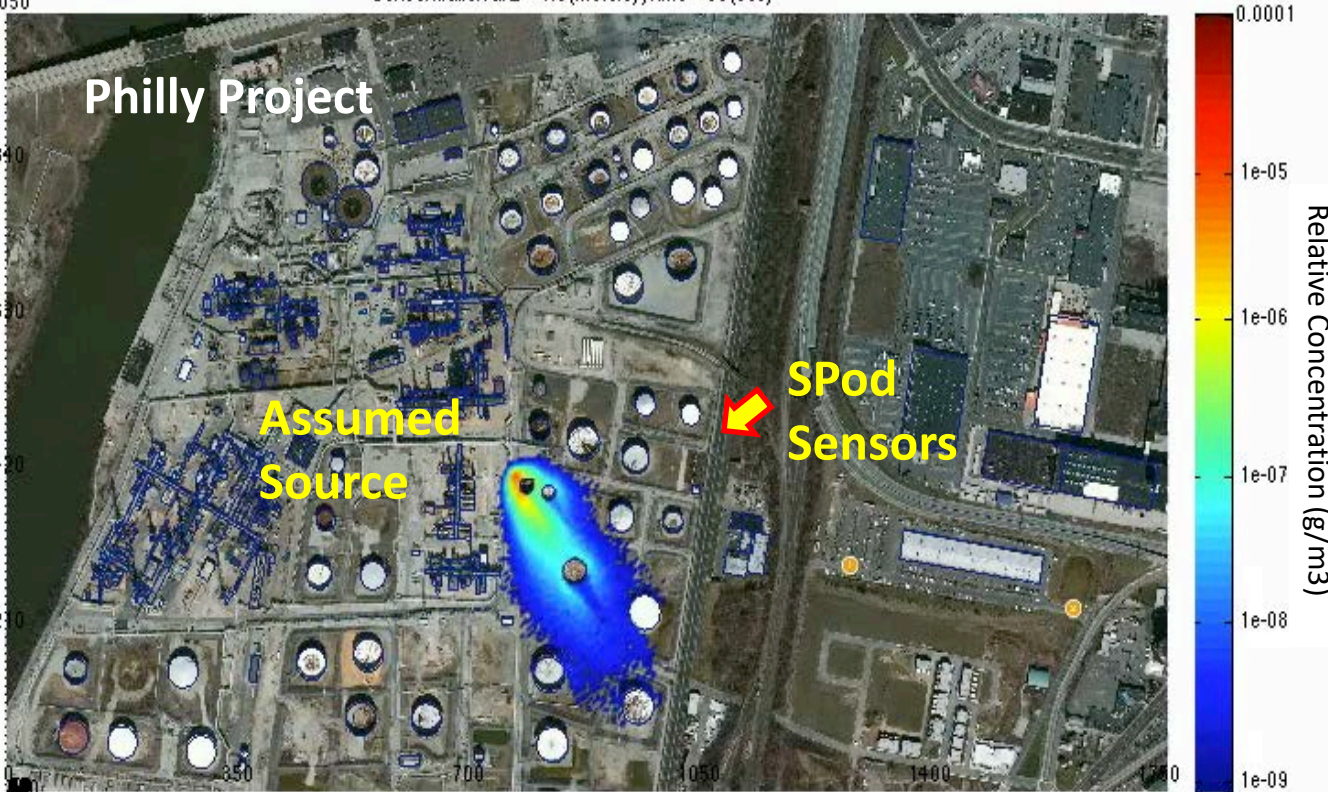 Philly Project
0.0001
1e-05
1e-06
1e-07
1e-08
1e-09
Relative Concentration (g/m3)
SPod
Sensors
Assumed
Source
0
350
700
1050
1400
1750